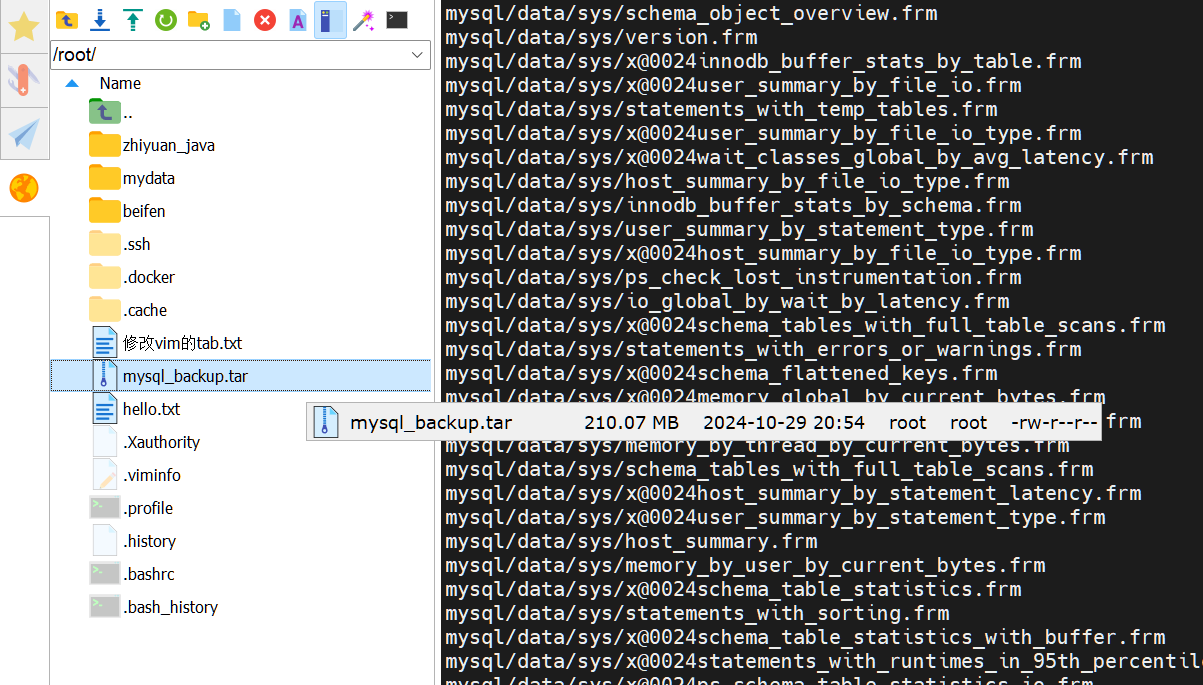 /root/
Name
..
zhiyuan_java
mydata
beifen
.ssh
.docker
.cache
修改vim的tab.txt
mysql_backup.tar
hello.txt
.Xauthority
.viminfo
.profile
.history
.bashrc
.bash_history
mysql_backup.tar 210.07 MB 2024-10-29 20:54 root root -rw-r--r--
mysql/data/sys/schema_object_overview.frm
mysql/data/sys/version.frm
mysql/data/sys/x@0024innodb_buffer_stats_by_table.frm
mysql/data/sys/x@0024user_summary_by_file_io.frm
mysql/data/sys/statements_with_temp_tables.frm
mysql/data/sys/x@0024user_summary_by_file_io_type.frm
mysql/data/sys/x@0024wait_classes_global_by_avg_latency.frm
mysql/data/sys/host_summary_by_file_io_type.frm
mysql/data/sys/innodb_buffer_stats_by_schema.frm
mysql/data/sys/user_summary_by_statement_type.frm
mysql/data/sys/x@0024host_summary_by_file_io_type.frm
mysql/data/sys/ps_check_lost_instrumentation.frm
mysql/data/sys/io_global_by_wait_by_latency.frm
mysql/data/sys/x@0024schema_tables_with_full_table_scans.frm
mysql/data/sys/statements_with_errors_or_warnings.frm
mysql/data/sys/x@0024schema_flattened_keys.frm
mysql/data/sys/x@0024memory_global_by_current_bytes.frm
frm
mysql/data/sys/memory_by_thread_by_current_bytes.frm
mysql/data/sys/schema_tables_with_full_table_scans.frm
mysql/data/sys/x@0024host_summary_by_statement_latency.frm
mysql/data/sys/x@0024user_summary_by_statement_type.frm
mysql/data/sys/host_summary.frm
mysql/data/sys/memory_by_user_by_current_bytes.frm
mysql/data/sys/x@0024schema_table_statistics.frm
mysql/data/sys/statements_with_sorting.frm
mysql/data/sys/x@0024schema_table_statistics_with_buffer.frm
mysql/data/sys/x@0024statements_with_runtimes_in_95th_percentile
mysql/data/sys/x@0024ps_schema_table_statistics_io.frm